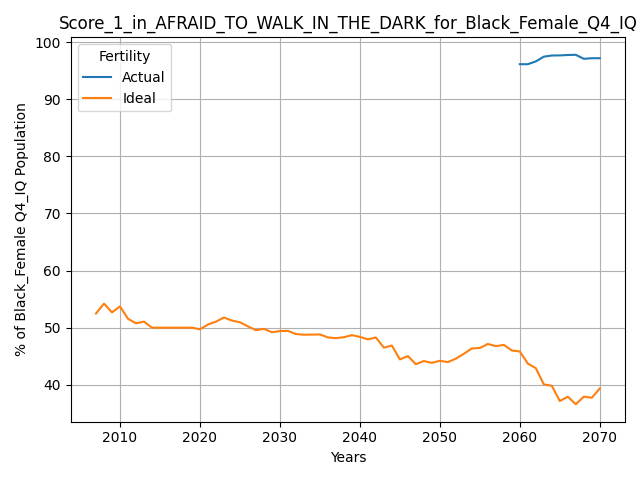 Score_1_in_AFRAID_TO_WALK_IN_THE_DARK_for_Black_Female_Q4_IQ
Fertility
Actual
Ideal
% of Black_Female Q4_IQ Population
100
90
80
70
60
50
40
2010 2020 2030 2040 2050 2060 2070
Years